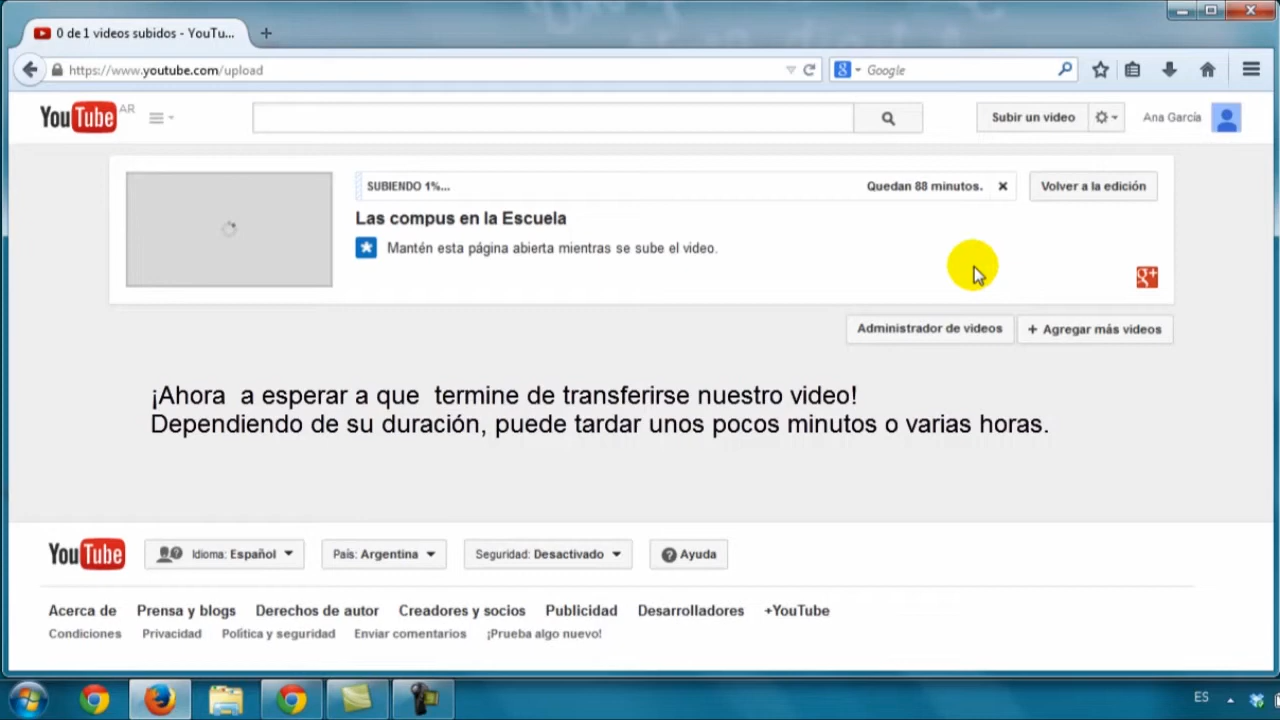 0 de 1 videos subidos - YouTu...
https://www.youtube.com/upload
Google
YouTube AR
Subir un video
Ana García
SUBIENDO 1%...
Quedan 88 minutos.
Volver a la edición
Las compus en la Escuela
Mantén esta página abierta mientras se sube el video.
g+
Administrador de videos
+ Agregar más videos
¡Ahora a esperar a que termine de transferirse nuestro video!
Dependiendo de su duración, puede tardar unos pocos minutos o varias horas.
YouTube
Idioma: Español
País: Argentina
Seguridad: Desactivado
Ayuda
Acerca de Prensa y blogs Derechos de autor Creadores y socios Publicidad Desarrolladores +YouTube
Condiciones Privacidad Política y seguridad Enviar comentarios ¡Prueba algo nuevo!
ES